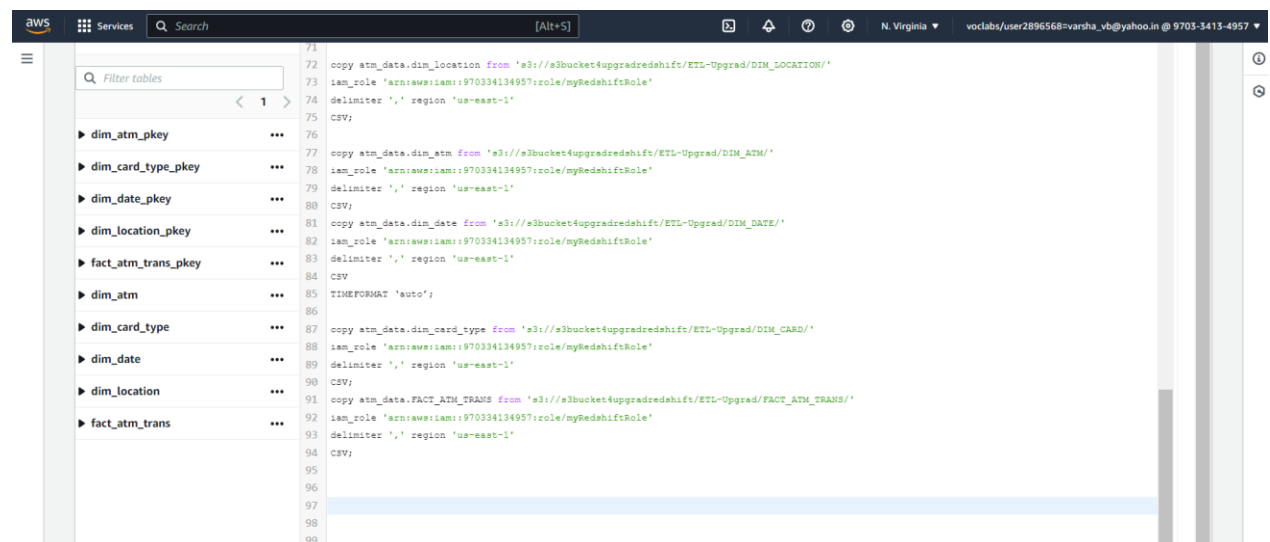 aws Services Search [Alt+S] N. Virginia ▼ voclabs/user2896568=varsha_vb@yahoo.in @ 9703-3413-4957 ▼
Filter tables
< 1 >
dim_atm_pkey
dim_card_type_pkey
dim_date_pkey
dim_location_pkey
fact_atm_trans_pkey
dim_atm
dim_card_type
dim_date
dim_location
fact_atm_trans
71
72 copy atm_data.dim_location from 's3://s3bucket4upgradredshift/ETL-Upgrad/DIM_LOCATION/'
73 iam_role 'arn:aws:iam::970334134957:role/myRedshiftRole'
74 delimiter ',' region 'us-east-1'
75 CSV;
76
77 copy atm_data.dim_atm from 's3://s3bucket4upgradredshift/ETL-Upgrad/DIM_ATM/'
78 iam_role 'arn:aws:iam::970334134957:role/myRedshiftRole'
79 delimiter ',' region 'us-east-1'
80 CSV;
81 copy atm_data.dim_date from 's3://s3bucket4upgradredshift/ETL-Upgrad/DIM_DATE/'
82 iam_role 'arn:aws:iam::970334134957:role/myRedshiftRole'
83 delimiter ',' region 'us-east-1'
84 CSV
85 TIMEFORMAT 'auto';
86
87 copy atm_data.dim_card_type from 's3://s3bucket4upgradredshift/ETL-Upgrad/DIM_CARD/'
88 iam_role 'arn:aws:iam::970334134957:role/myRedshiftRole'
89 delimiter ',' region 'us-east-1'
90 CSV;
91 copy atm_data.FACT_ATM_TRANS from 's3://s3bucket4upgradredshift/ETL-Upgrad/FACT_ATM_TRANS/'
92 iam_role 'arn:aws:iam::970334134957:role/myRedshiftRole'
93 delimiter ',' region 'us-east-1'
94 CSV;
95
96
97
98
99